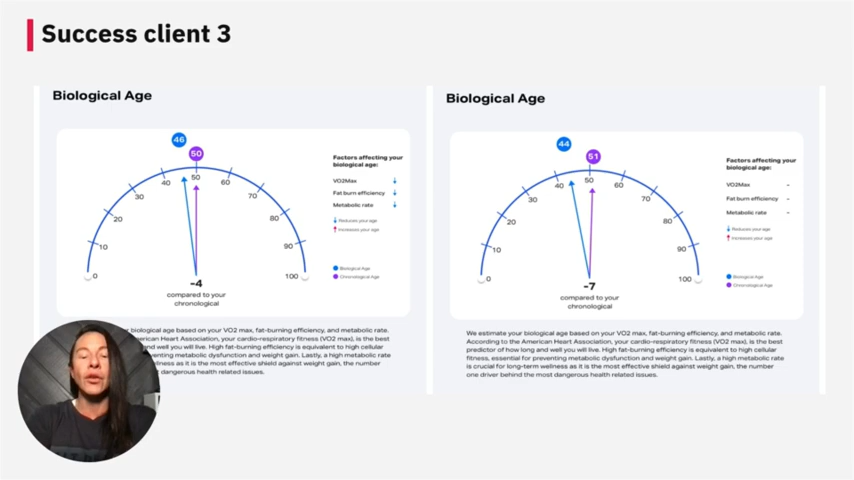 Success client 3
Biological Age
46
50
0
10
20
30
40
50
60
70
80
90
100
-4
compared to your
chronological
Factors affecting your
biological age:
VO2Max
Fat burn efficiency
Metabolic rate
Reduces your age
Increases your age
Biological Age
Chronological Age
biological age based on your VO2 max, fat-burning efficiency, and metabolic rate.
American Heart Association, your cardio-respiratory fitness (VO2 max), is the best
and well you will live. High fat-burning efficiency is equivalent to high cellular
metabolic dysfunction and weight gain. Lastly, a high metabolic rate
as it is the most effective shield against weight gain, the number
dangerous health related issues.
Biological Age
44
51
0
10
20
30
40
50
60
70
80
90
100
-7
compared to your
chronological
Factors affecting your
biological age:
VO2Max -
Fat burn efficiency -
Metabolic rate -
Reduces your age
Increases your age
Biological Age
Chronological Age
We estimate your biological age based on your VO2 max, fat-burning efficiency, and metabolic rate.
According to the American Heart Association, your cardio-respiratory fitness (VO2 max), is the best
predictor of how long and well you will live. High fat-burning efficiency is equivalent to high cellular
fitness, essential for preventing metabolic dysfunction and weight gain. Lastly, a high metabolic rate
is crucial for long-term wellness as it is the most effective shield against weight gain, the number
one driver behind the most dangerous health related issues.